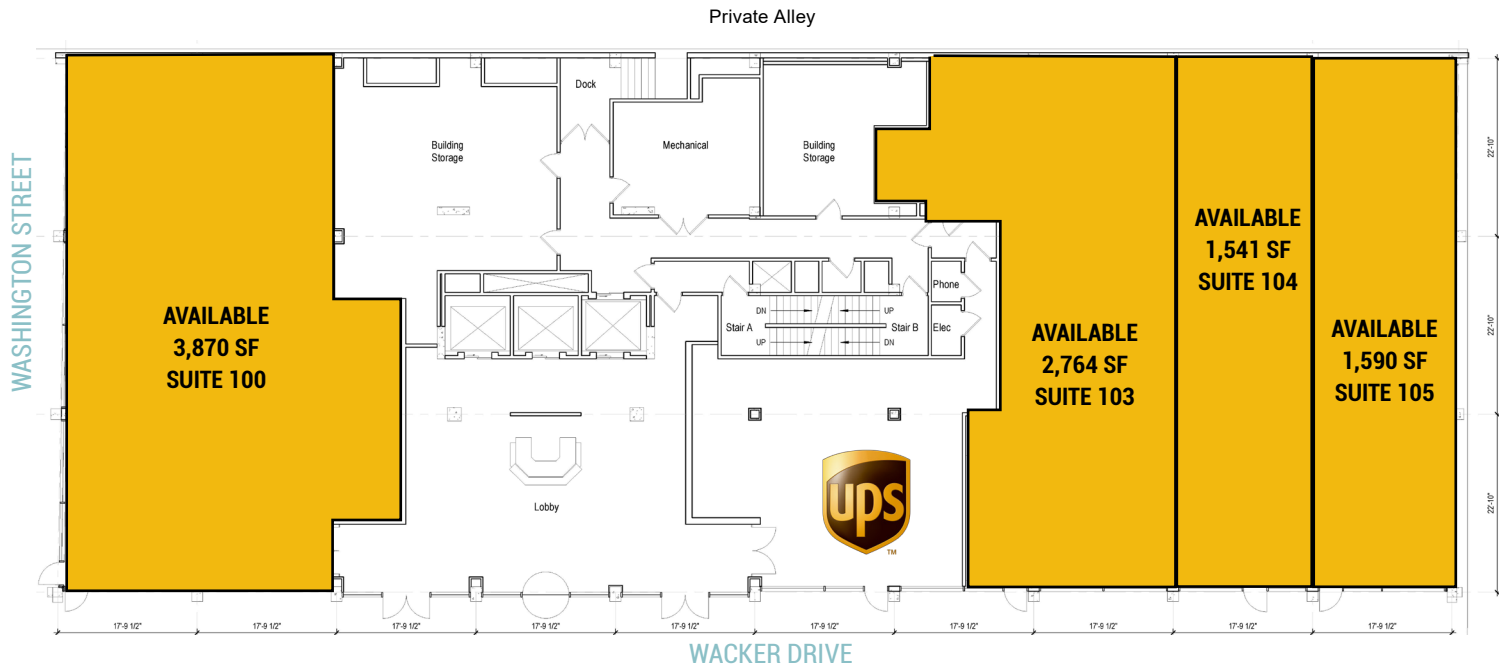 Private Alley
WASHINGTON STREET
Dock
Building
Storage
Mechanical
Building
Storage
22'-10"
22'-10"
22'-10"
AVAILABLE
3,870 SF
SUITE 100
Phone
Elec
Stair A
Stair B
DN
UP
UP
DN
AVAILABLE
2,764 SF
SUITE 103
AVAILABLE
1,541 SF
SUITE 104
AVAILABLE
1,590 SF
SUITE 105
Lobby
ups
TM
17'-9 1/2"
17'-9 1/2"
17'-9 1/2"
17'-9 1/2"
17'-9 1/2"
17'-9 1/2"
17'-9 1/2"
17'-9 1/2"
17'-9 1/2"
17'-9 1/2"
WACKER DRIVE